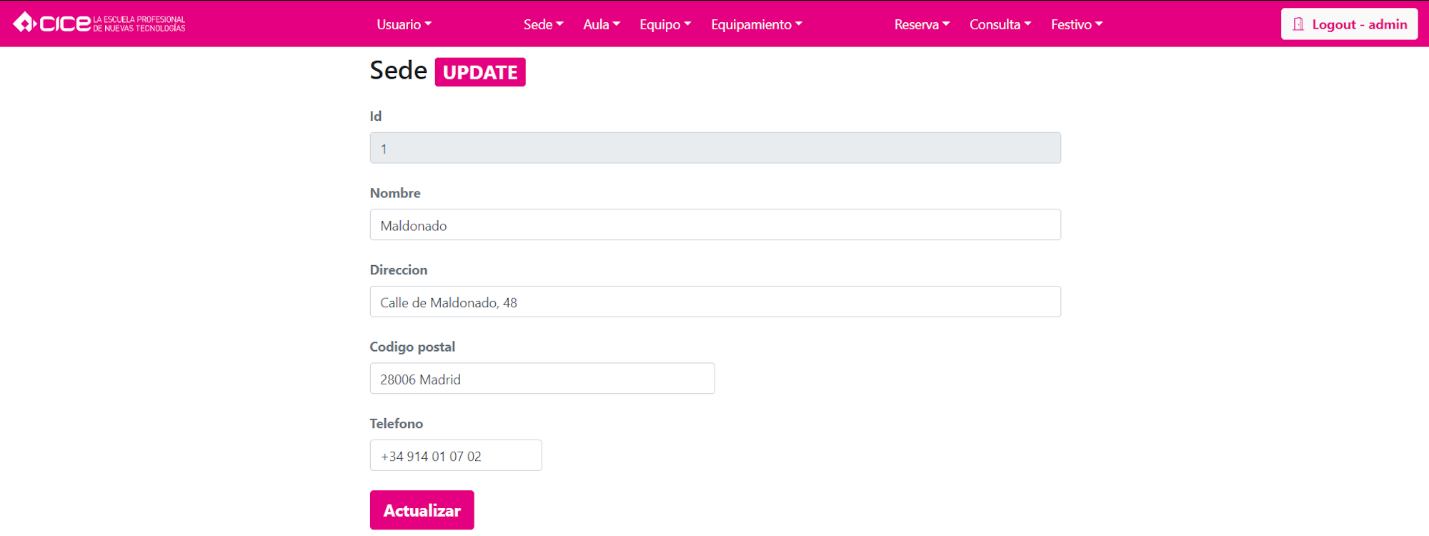 CICE LA ESCUELA PROFESIONAL
DE NUEVAS TECNOLOGÍAS
Usuario Sede Aula Equipo Equipamiento Reserva Consulta Festivo Logout - admin
Sede UPDATE
Id
1
Nombre
Maldonado
Direccion
Calle de Maldonado, 48
Codigo postal
28006 Madrid
Telefono
+34 914 01 07 02
Actualizar